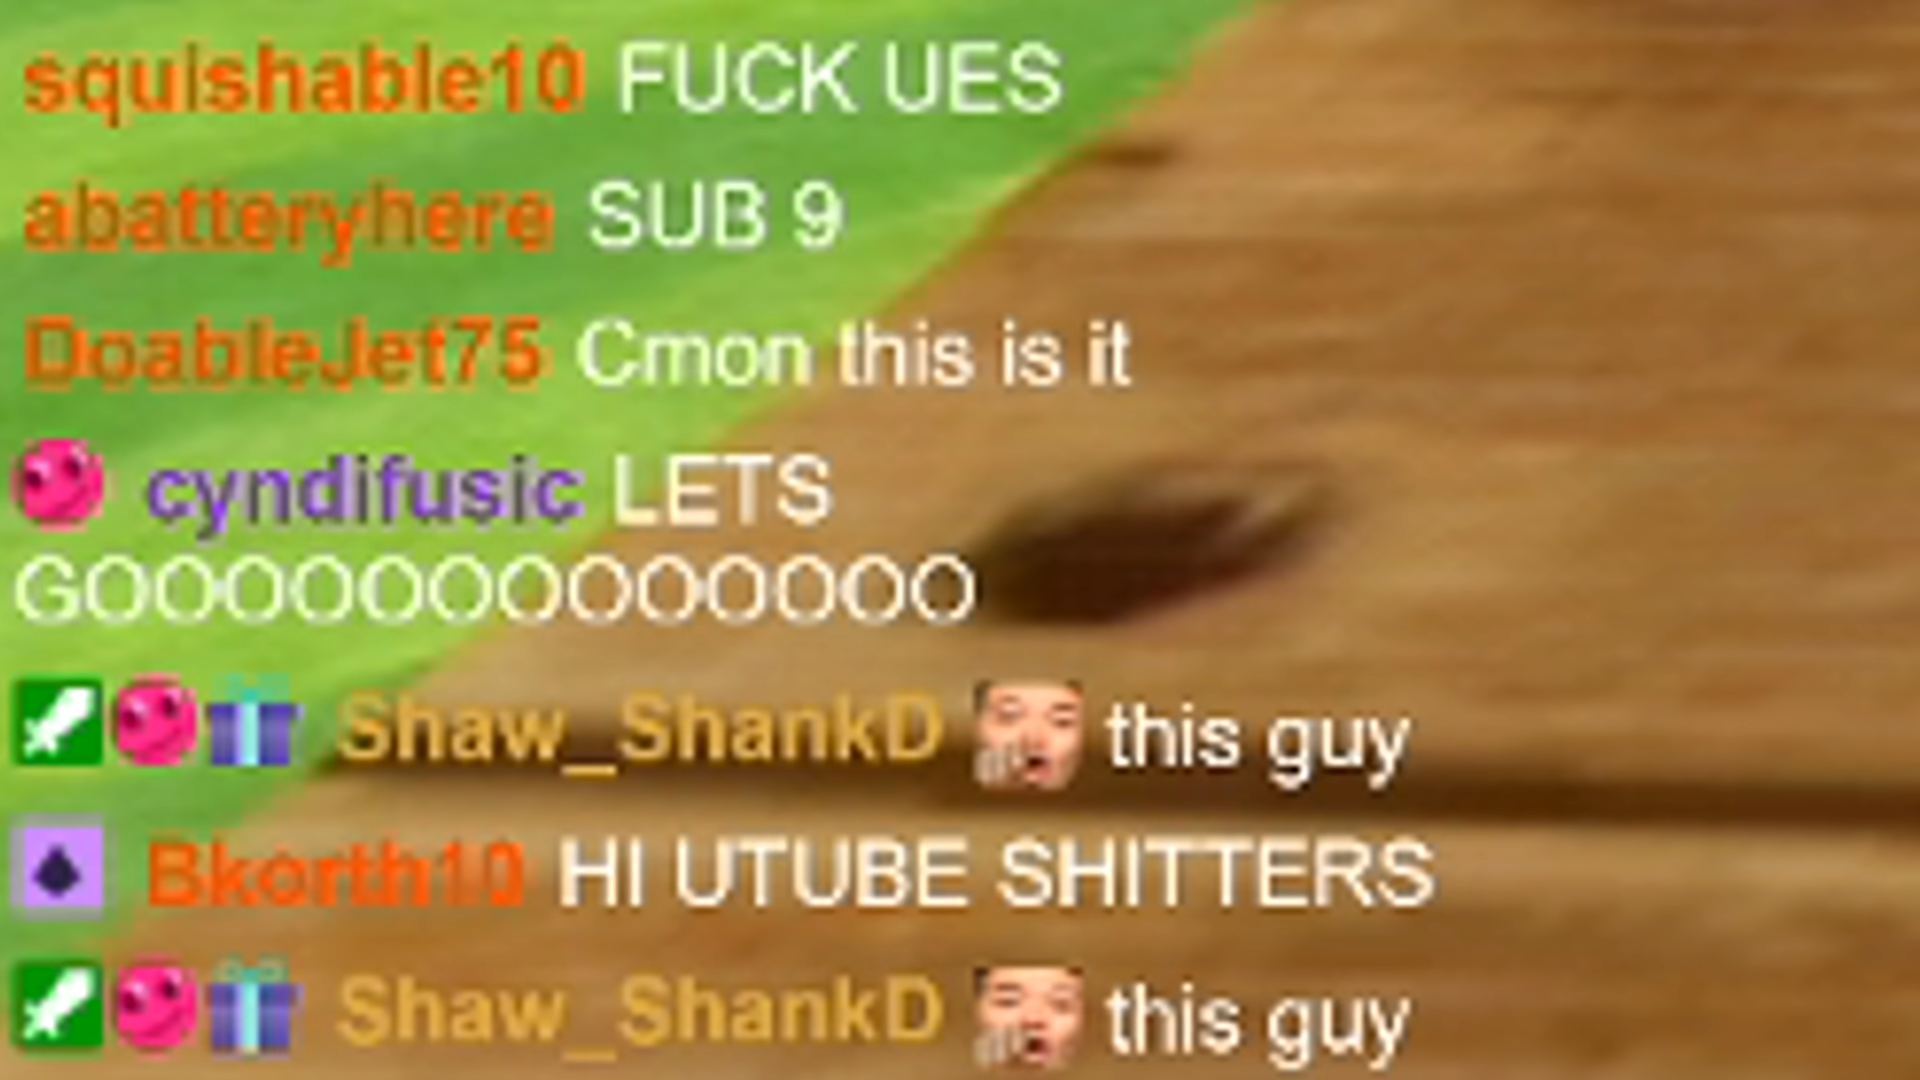 squishable10 FUCK UES
abatteryhere SUB 9
DoableJet75 Cmon this is it
cyndifusic LETS
GOOOOOOOOOOOOO
Shaw_ShankD this guy
Bkorth10 HI UTUBE SHITTERS
Shaw_ShankD this guy